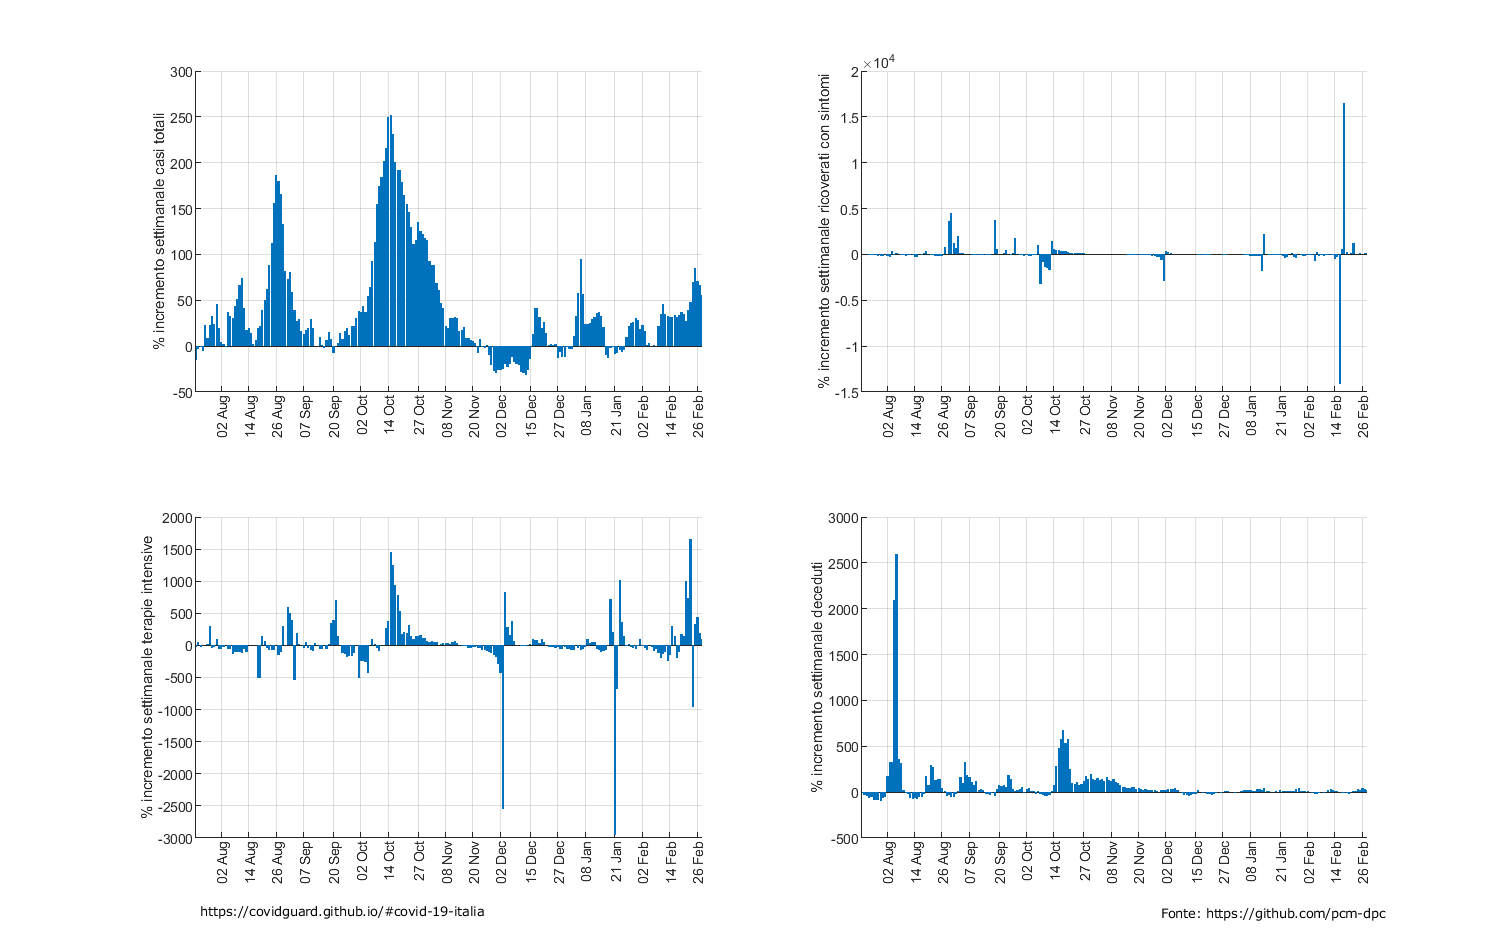 % incremento settimanale casi totali
300
250
200
150
100
50
0
-50
02 Aug
14 Aug
26 Aug
07 Sep
20 Sep
02 Oct
14 Oct
27 Oct
08 Nov
20 Nov
02 Dec
15 Dec
27 Dec
08 Jan
21 Jan
02 Feb
14 Feb
26 Feb
% incremento settimanale ricoverati con sintomi
×10⁴
2
1.5
1
0.5
0
-0.5
-1
-1.5
02 Aug
14 Aug
26 Aug
07 Sep
20 Sep
02 Oct
14 Oct
27 Oct
08 Nov
20 Nov
02 Dec
15 Dec
27 Dec
08 Jan
21 Jan
02 Feb
14 Feb
26 Feb
% incremento settimanale terapie intensive
2000
1500
1000
500
0
-500
-1000
-1500
-2000
-2500
-3000
02 Aug
14 Aug
26 Aug
07 Sep
20 Sep
02 Oct
14 Oct
27 Oct
08 Nov
20 Nov
02 Dec
15 Dec
27 Dec
08 Jan
21 Jan
02 Feb
14 Feb
26 Feb
% incremento settimanale deceduti
3000
2500
2000
1500
1000
500
0
-500
02 Aug
14 Aug
26 Aug
07 Sep
20 Sep
02 Oct
14 Oct
27 Oct
08 Nov
20 Nov
02 Dec
15 Dec
27 Dec
08 Jan
21 Jan
02 Feb
14 Feb
26 Feb
https://covidguard.github.io/#covid-19-italia
Fonte: https://github.com/pcm-dpc